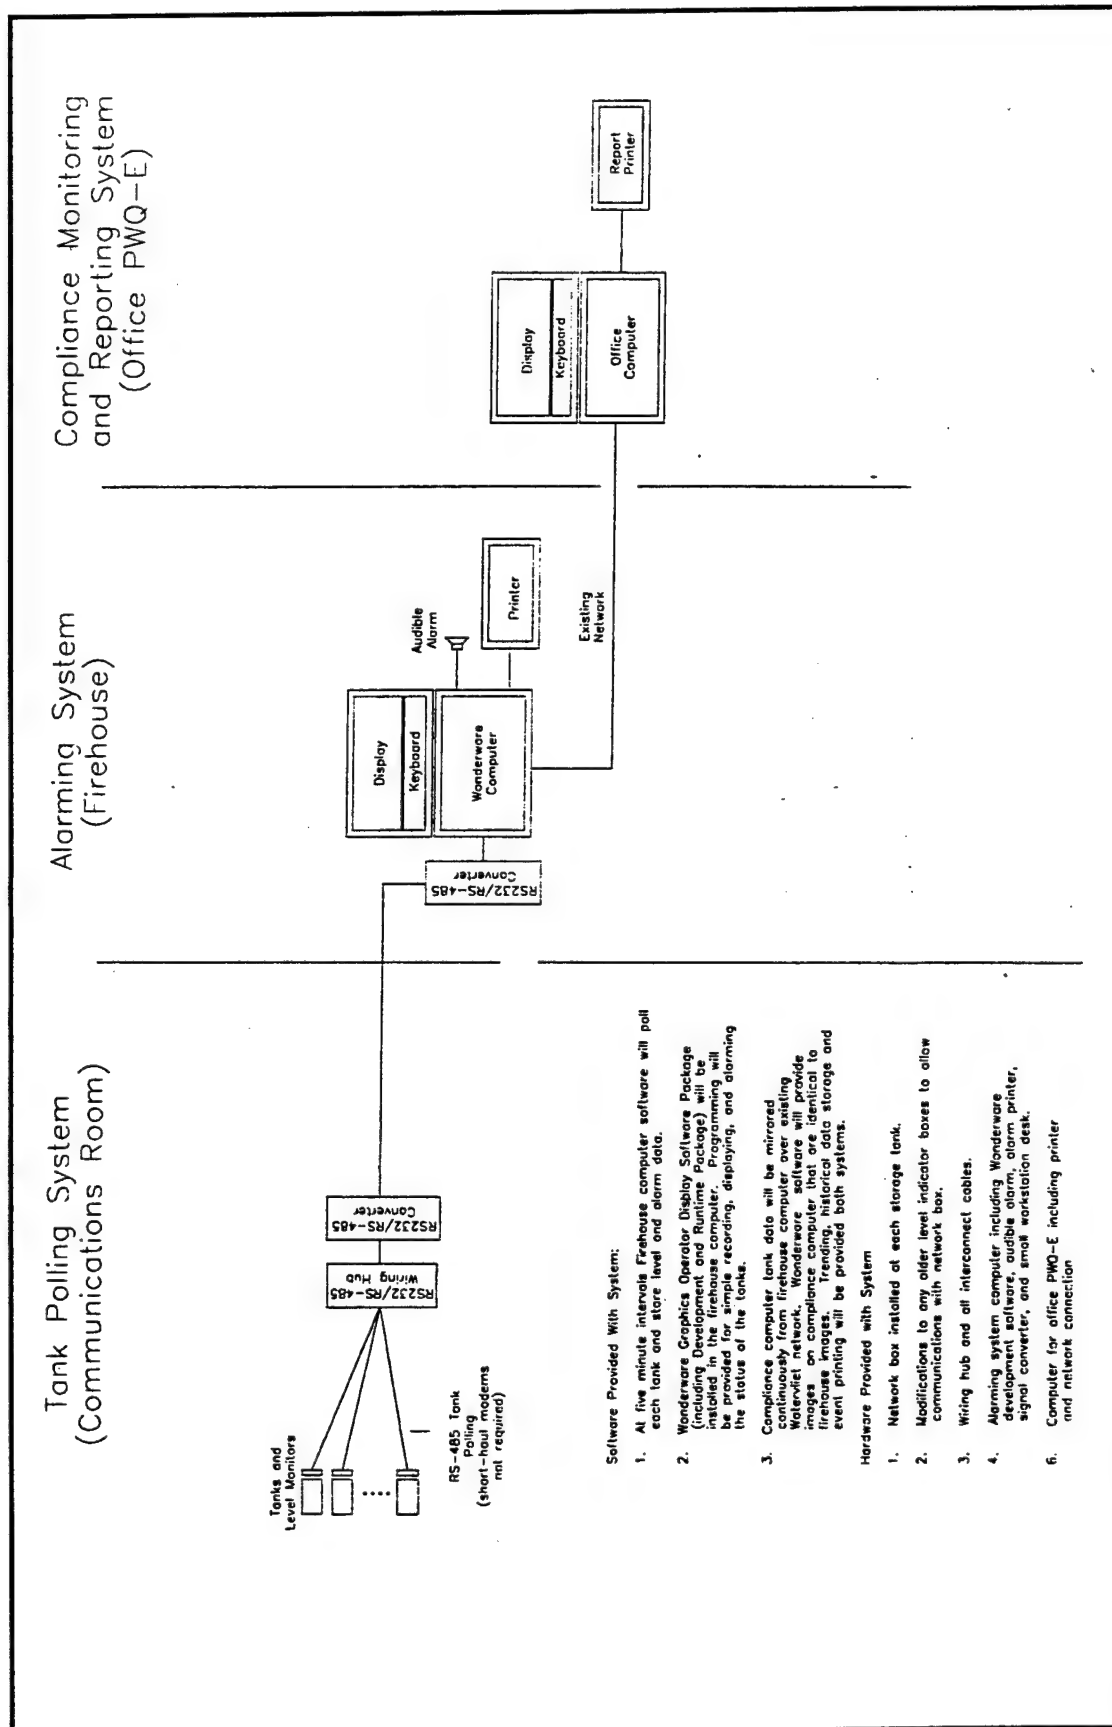 Tank Polling System
(Communications Room)
Alarming System
(Firehouse)
Compliance Monitoring
and Reporting System
(Office PWQ-E)
Tanks and
Level Monitors
RS-485 Tank
Polling
(short-haul modems
not required)
RS232/RS-485
Wiring Hub
RS232/RS-485
Converter
RS232/RS-485
Converter
Display
Keyboard
Wonderware
Computer
Audible
Alarm
Printer
Existing
Network
Display
Keyboard
Office
Computer
Report
Printer
Software Provided With System:
1. At five minute intervals Firehouse computer software will poll
each tank and store level and alarm data.
2. Wonderware Graphics Operator Display Software Package
(including Development and Runtime Package) will be
installed in the firehouse computer. Programming will
be provided for simple recording, displaying, and alarming
the status of the tanks.
3. Compliance computer tank data will be mirrored
continuously from firehouse computer over existing
Watervliet network. Wonderware software will provide
images on compliance computer that are identical to
firehouse images. Trending, historical data storage and
event printing will be provided both systems.
Hardware Provided with System
1. Network box installed at each storage tank.
2. Modifications to any older level indicator boxes to allow
communications with network box.
3. Wiring hub and all interconnect cables.
4. Alarming system computer including Wonderware
development software, audible alarm, alarm printer,
signal converter, and small workstation desk.
6. Computer for office PWQ-E including printer
and network connection